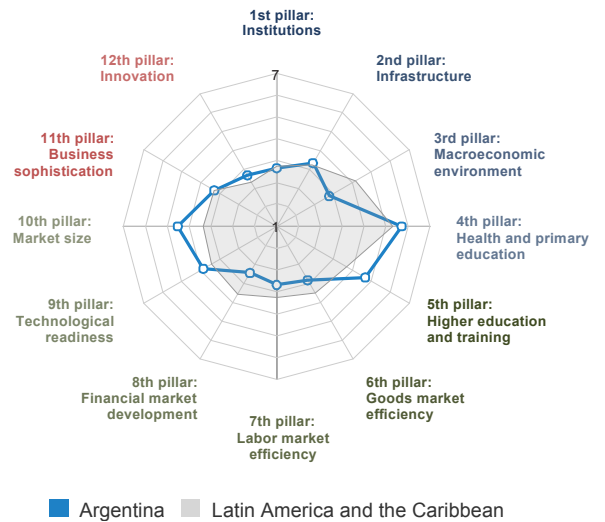 1st pillar:
Institutions
2nd pillar:
Infrastructure
3rd pillar:
Macroeconomic
environment
4th pillar:
Health and primary
education
5th pillar:
Higher education
and training
6th pillar:
Goods market
efficiency
7th pillar:
Labor market
efficiency
8th pillar:
Financial market
development
9th pillar:
Technological
readiness
10th pillar:
Market size
11th pillar:
Business
sophistication
12th pillar:
Innovation
7
1
Argentina
Latin America and the Caribbean